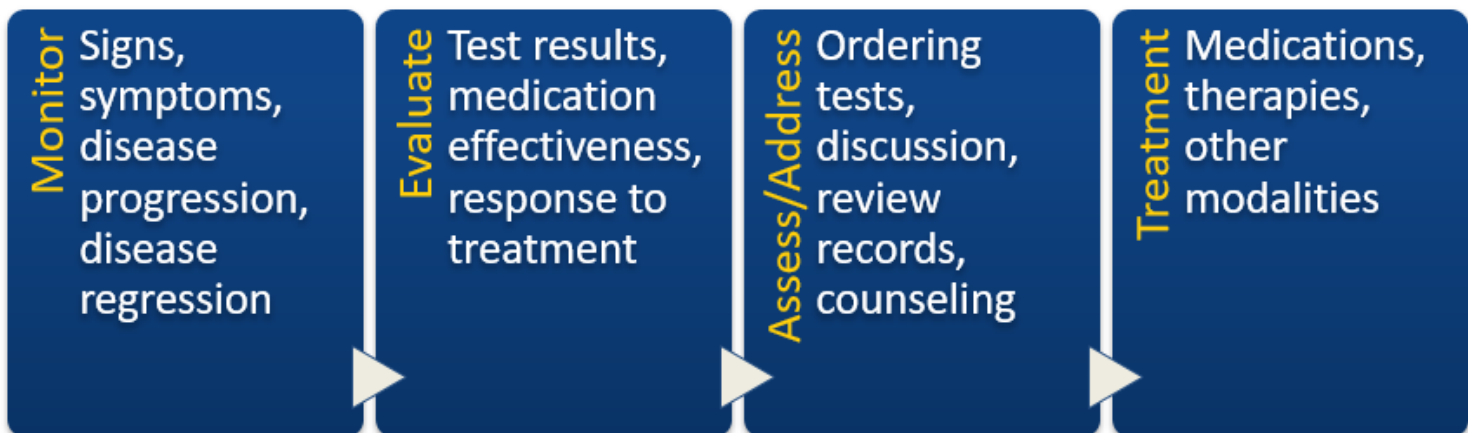 Monitor
Signs,
symptoms,
disease
progression,
disease
regression
Evaluate
Test results,
medication
effectiveness,
response to
treatment
Assess/Address
Ordering
tests,
discussion,
review
records,
counseling
Treatment
Medications,
therapies,
other
modalities